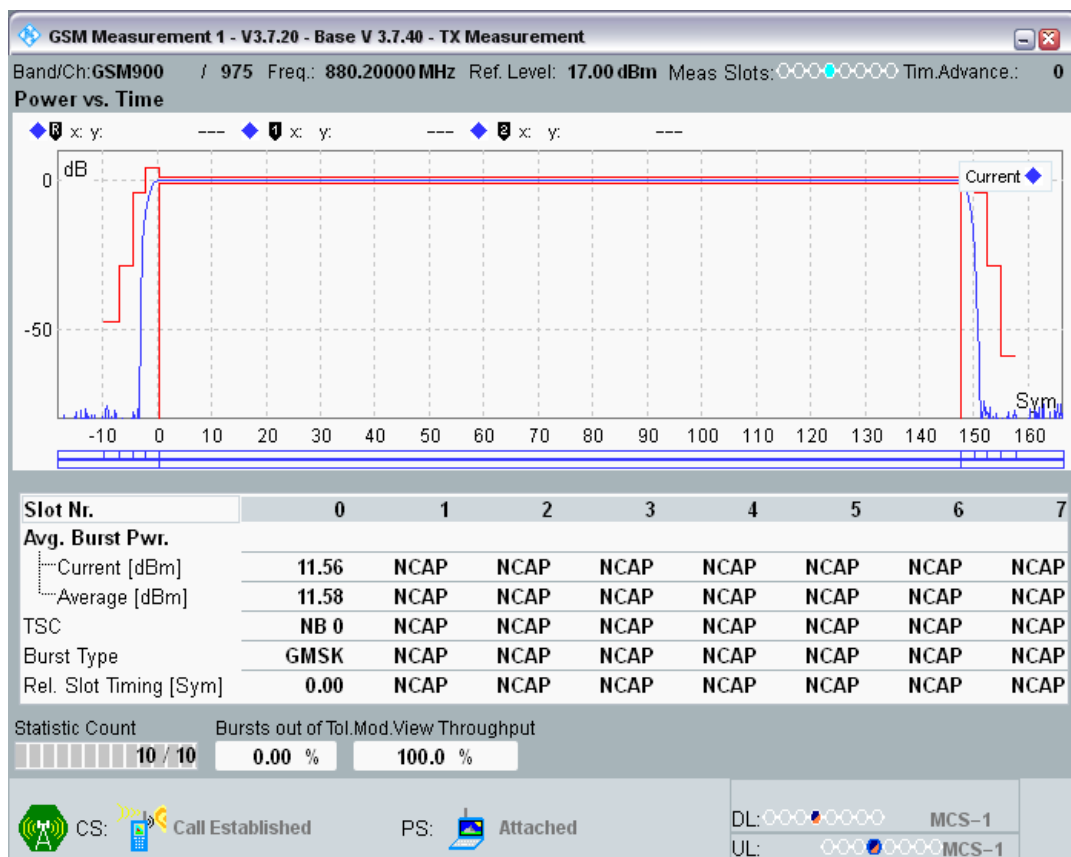 GSM Measurement 1 - V3.7.20 - Base V 3.7.40 - TX Measurement
Band/Ch:GSM900 / 975 Freq.: 880.20000 MHz Ref. Level: 17.00 dBm Meas Slots: Tim.Advance.: 0
Power vs. Time
R x: y: --- 1 x: y: --- 2 x: y: ---
dB
Current
0
-50
Sym
-10 0 10 20 30 40 50 60 70 80 90 100 110 120 130 140 150 160
Slot Nr. 0 1 2 3 4 5 6 7
Avg. Burst Pwr.
Current [dBm] 11.56 NCAP NCAP NCAP NCAP NCAP NCAP NCAP
Average [dBm] 11.58 NCAP NCAP NCAP NCAP NCAP NCAP NCAP
TSC NB 0 NCAP NCAP NCAP NCAP NCAP NCAP NCAP
Burst Type GMSK NCAP NCAP NCAP NCAP NCAP NCAP NCAP
Rel. Slot Timing [Sym] 0.00 NCAP NCAP NCAP NCAP NCAP NCAP NCAP
Statistic Count Bursts out of Tol.Mod.View Throughput
10 / 10 0.00 % 100.0 %
CS: Call Established PS: Attached DL: MCS-1
UL: MCS-1